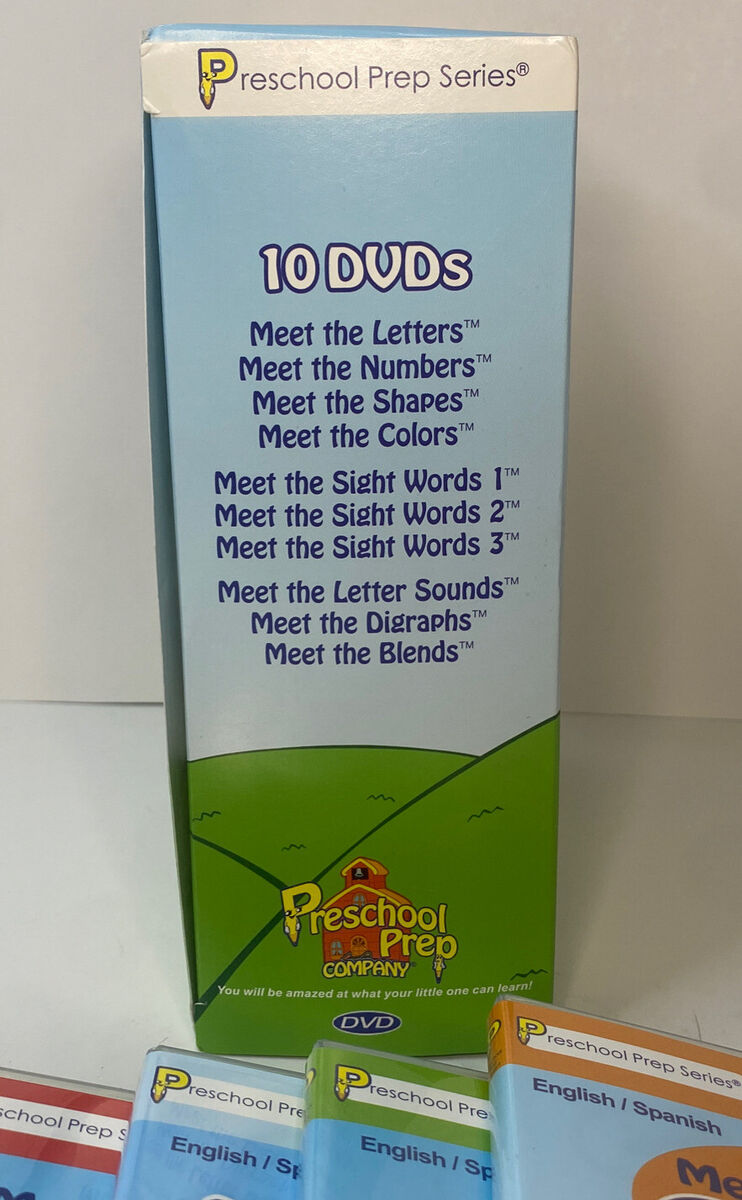 Preschool Prep Series®
10 DVDs
Meet the Letters™
Meet the Numbers™
Meet the Shapes™
Meet the Colors™
Meet the Sight Words 1™
Meet the Sight Words 2™
Meet the Sight Words 3™
Meet the Letter Sounds™
Meet the Digraphs™
Meet the Blends™
Preschool
Prep
COMPANY
You will be amazed at what your little one can learn!
DVD
Preschool Prep Series®
English / Spanish
Preschool
English /
Preschool
English /
Prep